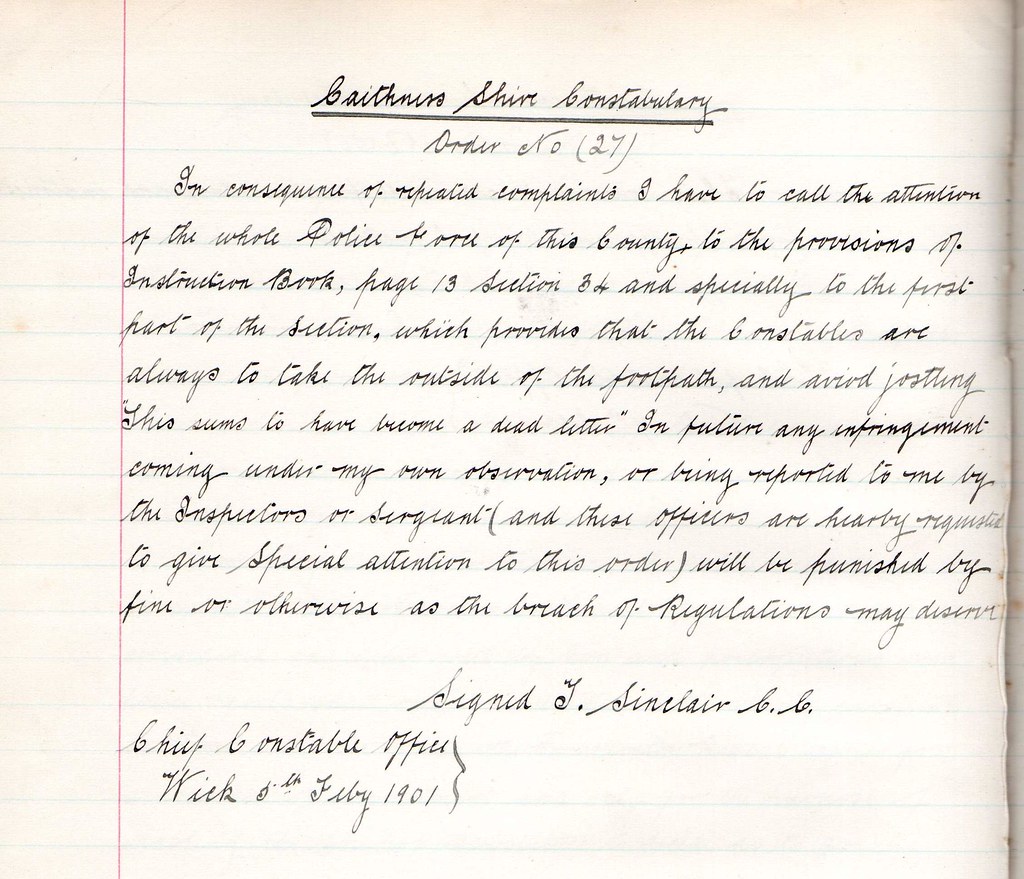 Caithness Shire Constabulary
Order No (27)
In consequence of repeated complaints I have to call the attention
of the whole Police Force of this County, to the provisions of
Instruction Book, page 13 Section 34 and specially to the first
part of the Section, which provides that the Constables are
always to take the outside of the footpath, and aviod jostling
"This sums to have become a dead letter" In future any infringement
coming under my own observation, or being reported to me by
the Inspectors or Sergeant (and these officers are hearby requested
to give Special attention to this order) will be punished by
fine or otherwise as the breach of Regulations may deserve
Signed J. Sinclair C.C.
Chief Constable Office }
Wick 5th Feby 1901